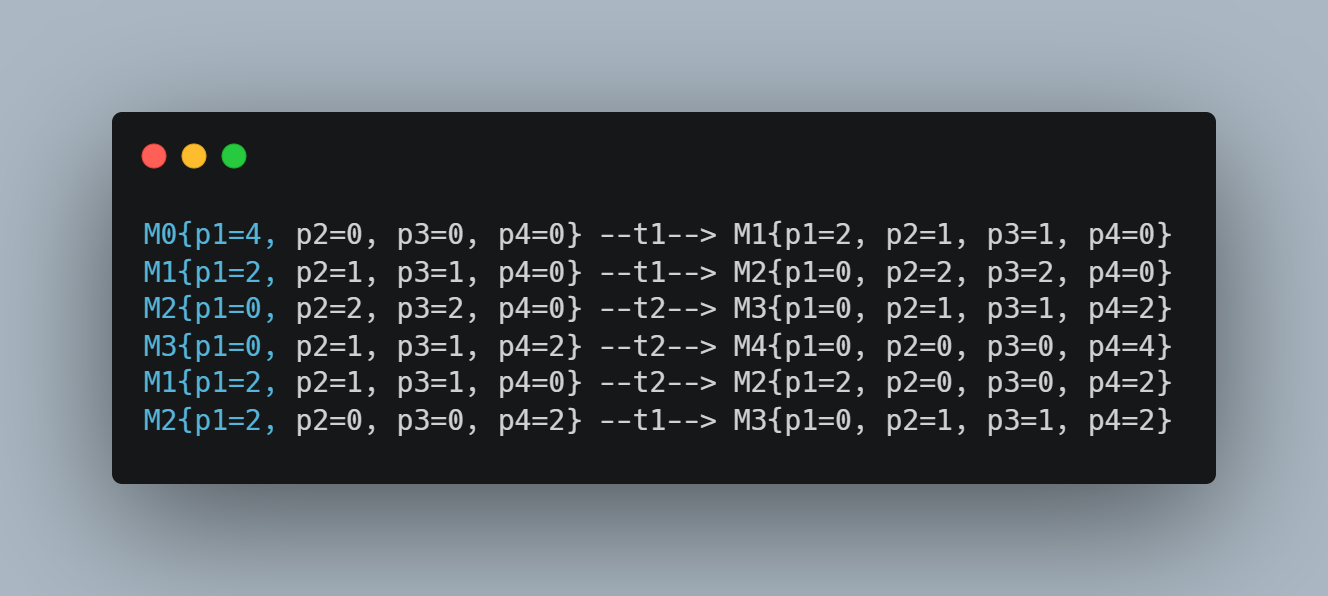 M0{p1=4, p2=0, p3=0, p4=0} --t1--> M1{p1=2, p2=1, p3=1, p4=0}
M1{p1=2, p2=1, p3=1, p4=0} --t1--> M2{p1=0, p2=2, p3=2, p4=0}
M2{p1=0, p2=2, p3=2, p4=0} --t2--> M3{p1=0, p2=1, p3=1, p4=2}
M3{p1=0, p2=1, p3=1, p4=2} --t2--> M4{p1=0, p2=0, p3=0, p4=4}
M1{p1=2, p2=1, p3=1, p4=0} --t2--> M2{p1=2, p2=0, p3=0, p4=2}
M2{p1=2, p2=0, p3=0, p4=2} --t1--> M3{p1=0, p2=1, p3=1, p4=2}